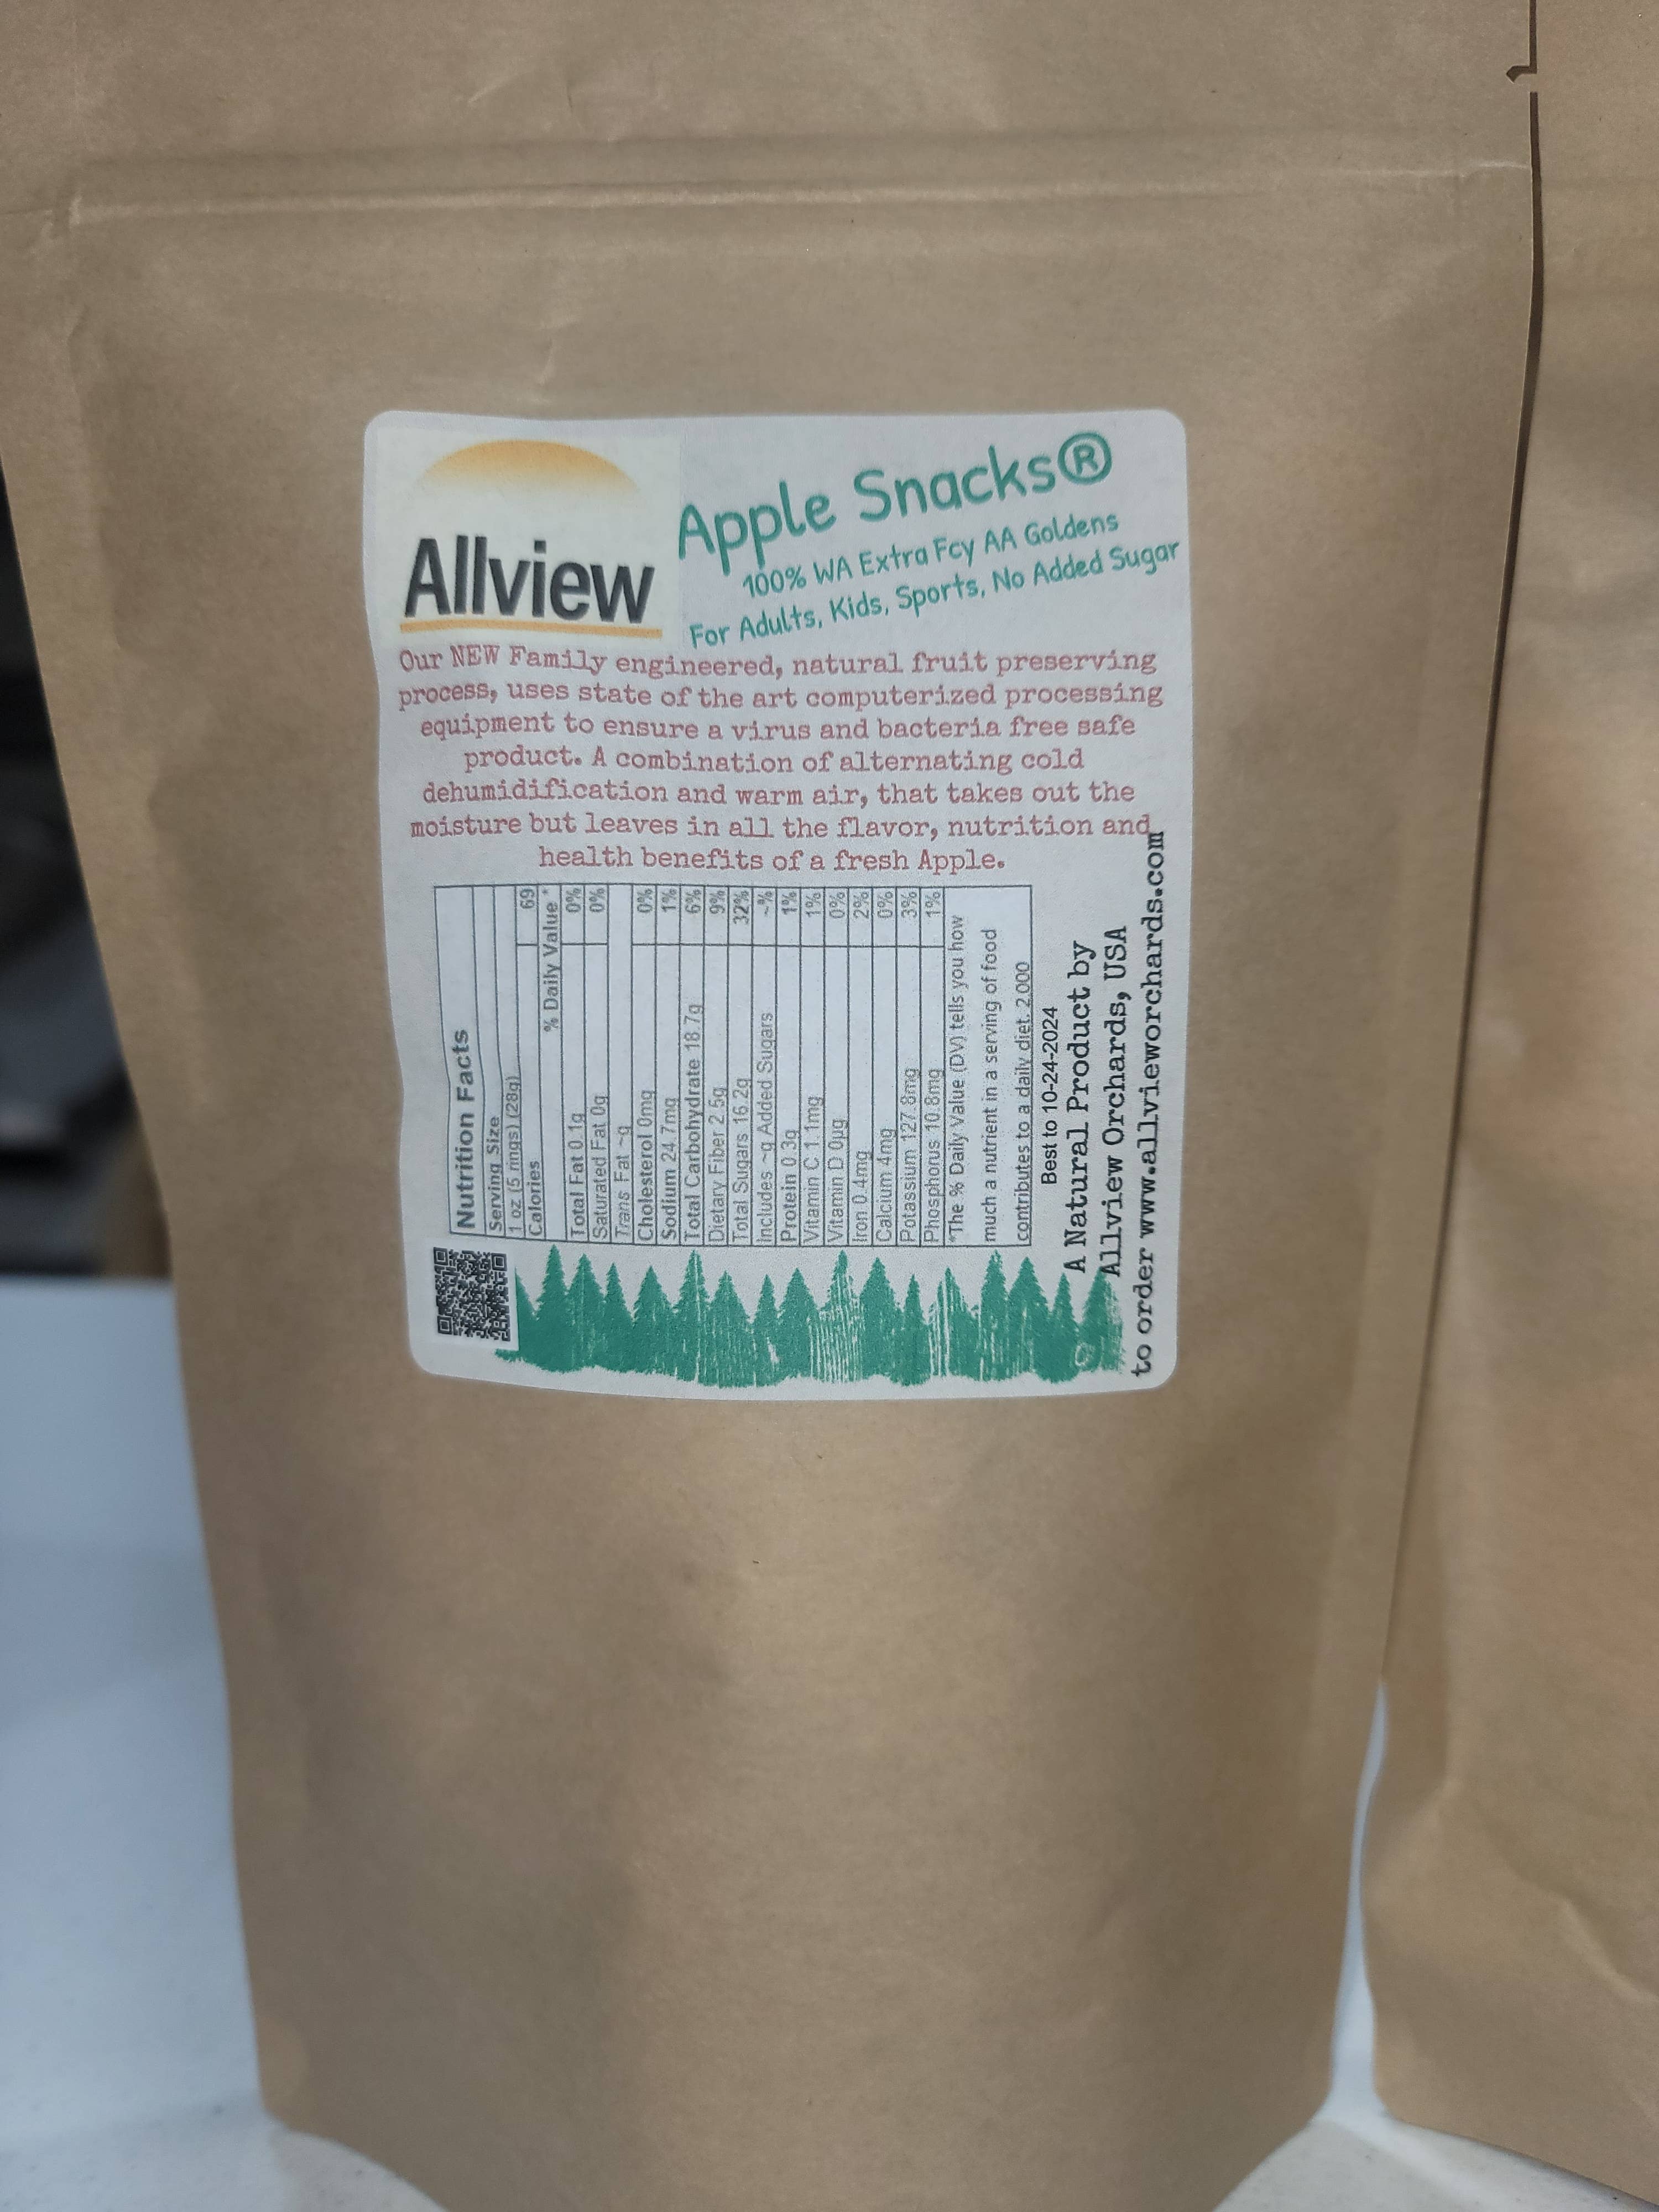 Allview
Apple Snacks®
100% WA Extra Fcy AA Goldens
For Adults, Kids, Sports, No Added Sugar
Our NEW Family engineered, natural fruit preserving
process, uses state of the art computerized processing
equipment to ensure a virus and bacteria free safe
product. A combination of alternating cold
dehumidification and warm air, that takes out the
moisture but leaves in all the flavor, nutrition and
health benefits of a fresh Apple.
Nutrition Facts
Serving Size
1 oz (5 rings) (28g)
Calories 69
% Daily Value *
Total Fat 0.1g 0%
Saturated Fat 0g 0%
Trans Fat ~g
Cholesterol 0mg 0%
Sodium 24.7mg 1%
Total Carbohydrate 18.7g 6%
Dietary Fiber 2.5g 9%
Total Sugars 16.2g 32%
Includes ~g Added Sugars ~%
Protein 0.3g 1%
Vitamin C 1.1mg 1%
Vitamin D 0µg 0%
Iron 0.4mg 2%
Calcium 4mg 0%
Potassium 127.8mg 3%
Phosphorus 10.8mg 1%
*The % Daily Value (DV) tells you how
much a nutrient in a serving of food
contributes to a daily diet. 2,000
Best to 10-24-2024
A Natural Product by
Allview Orchards, USA
to order www.allvieworchards.com